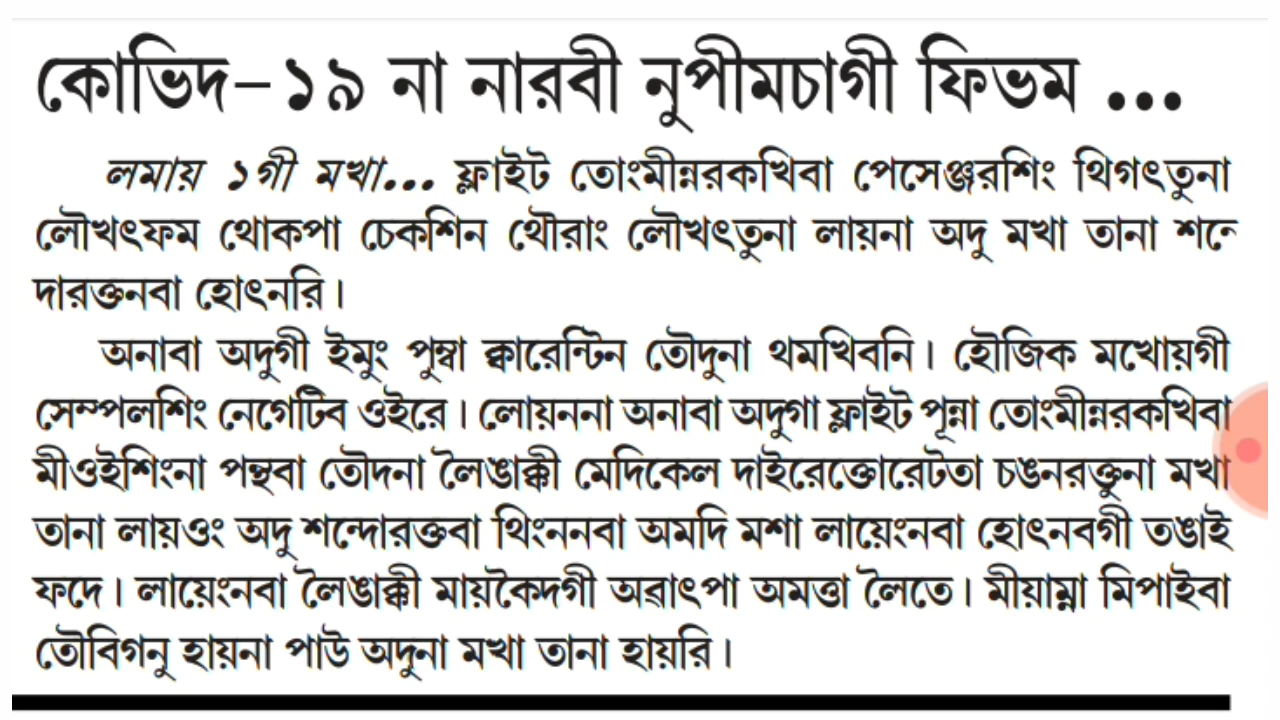 কোভিদ-১৯ না নারবী নুপীমচাগী ফিভম ...
লমায় ১গী মখা... ফ্লাইট তোংমীন্নরকখিবা পেসেঞ্জরশিং থিগৎতুনা
লৌখৎফম থোকপা চেকশিন থৌরাং লৌখৎতুনা লায়না অদু মখা তানা শন্দে
দারক্তনবা হোৎনরি।
অনাবা অদুগী ইমুং পুম্বা ক্বারেন্টিন তৌদুনা থমখিবনি। হৌজিক মখোয়গী
সেম্পলশিং নেগেটিব ওইরে। লোয়ননা অনাবা অদুগা ফ্লাইট পূন্না তোংমীন্নরকখিবা
মীওইশিংনা পন্থবা তৌদনা লৈঙাক্কী মেদিকেল দাইরেক্তোরেটতা চঙনরক্তুনা মখা
তানা লায়ওং অদু শন্দোরক্তবা থিংননবা অমদি মশা লায়েংনবা হোৎনবগী তঙাই
ফদে। লায়েংনবা লৈঙাক্কী মায়কৈদগী অৱাৎপা অমত্তা লৈতে। মীয়াম্না মিপাইবা
তৌবিগনু হায়না পাউ অদুনা মখা তানা হায়রি।